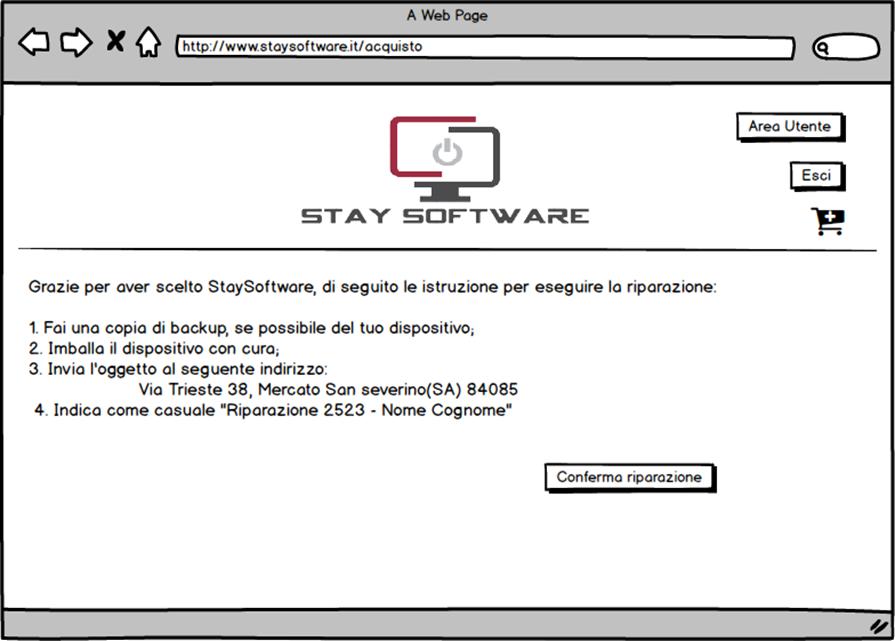 A Web Page
http://www.staysoftware.it/acquisto
Area Utente
Esci
STAY SOFTWARE
Grazie per aver scelto StaySoftware, di seguito le istruzione per eseguire la riparazione:
1. Fai una copia di backup, se possibile del tuo dispositivo;
2. Imballa il dispositivo con cura;
3. Invia l'oggetto al seguente indirizzo:
Via Trieste 38, Mercato San severino(SA) 84085
4. Indica come casuale "Riparazione 2523 - Nome Cognome"
Conferma riparazione